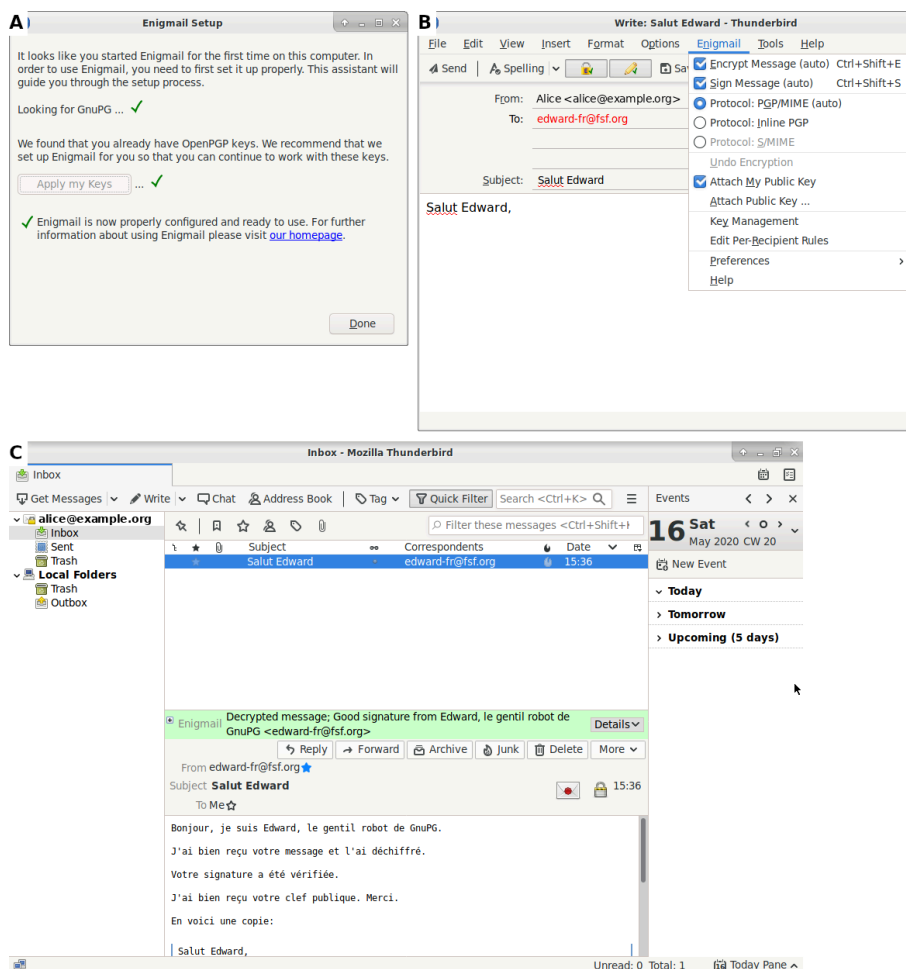 A
Enigmail Setup
It looks like you started Enigmail for the first time on this computer. In
order to use Enigmail, you need to first set it up properly. This assistant will
guide you through the setup process.
Looking for GnuPG ...
We found that you already have OpenPGP keys. We recommend that we
set up Enigmail for you so that you can continue to work with these keys.
Apply my Keys ...
Enigmail is now properly configured and ready to use. For further
information about using Enigmail please visit our homepage.
Done
B
Write: Salut Edward - Thunderbird
File Edit View Insert Format Options Enigmail Tools Help
Send Spelling Sa
From: Alice <alice@example.org>
To: edward-fr@fsf.org
Subject: Salut Edward
Salut Edward,
Encrypt Message (auto) Ctrl+Shift+E
Sign Message (auto) Ctrl+Shift+S
Protocol: PGP/MIME (auto)
Protocol: Inline PGP
Protocol: S/MIME
Undo Encryption
Attach My Public Key
Attach Public Key ...
Key Management
Edit Per-Recipient Rules
Preferences
Help
C
Inbox - Mozilla Thunderbird
Inbox
Get Messages Write Chat Address Book Tag Quick Filter Search <Ctrl+K>
alice@example.org
Inbox
Sent
Trash
Local Folders
Trash
Outbox
Filter these messages <Ctrl+Shift+
Subject Correspondents Date
Salut Edward edward-fr@fsf.org 15:36
Enigmail Decrypted message; Good signature from Edward, le gentil robot de
GnuPG <edward-fr@fsf.org>
Details
Reply Forward Archive Junk Delete More
From edward-fr@fsf.org
Subject Salut Edward 15:36
To Me
Bonjour, je suis Edward, le gentil robot de GnuPG.
J'ai bien reçu votre message et l'ai déchiffré.
Votre signature a été vérifiée.
J'ai bien reçu votre clef publique. Merci.
En voici une copie:
Salut Edward,
Events
16 Sat
May 2020 CW 20
New Event
Today
Tomorrow
Upcoming (5 days)
Unread: 0 Total: 1 Today Pane